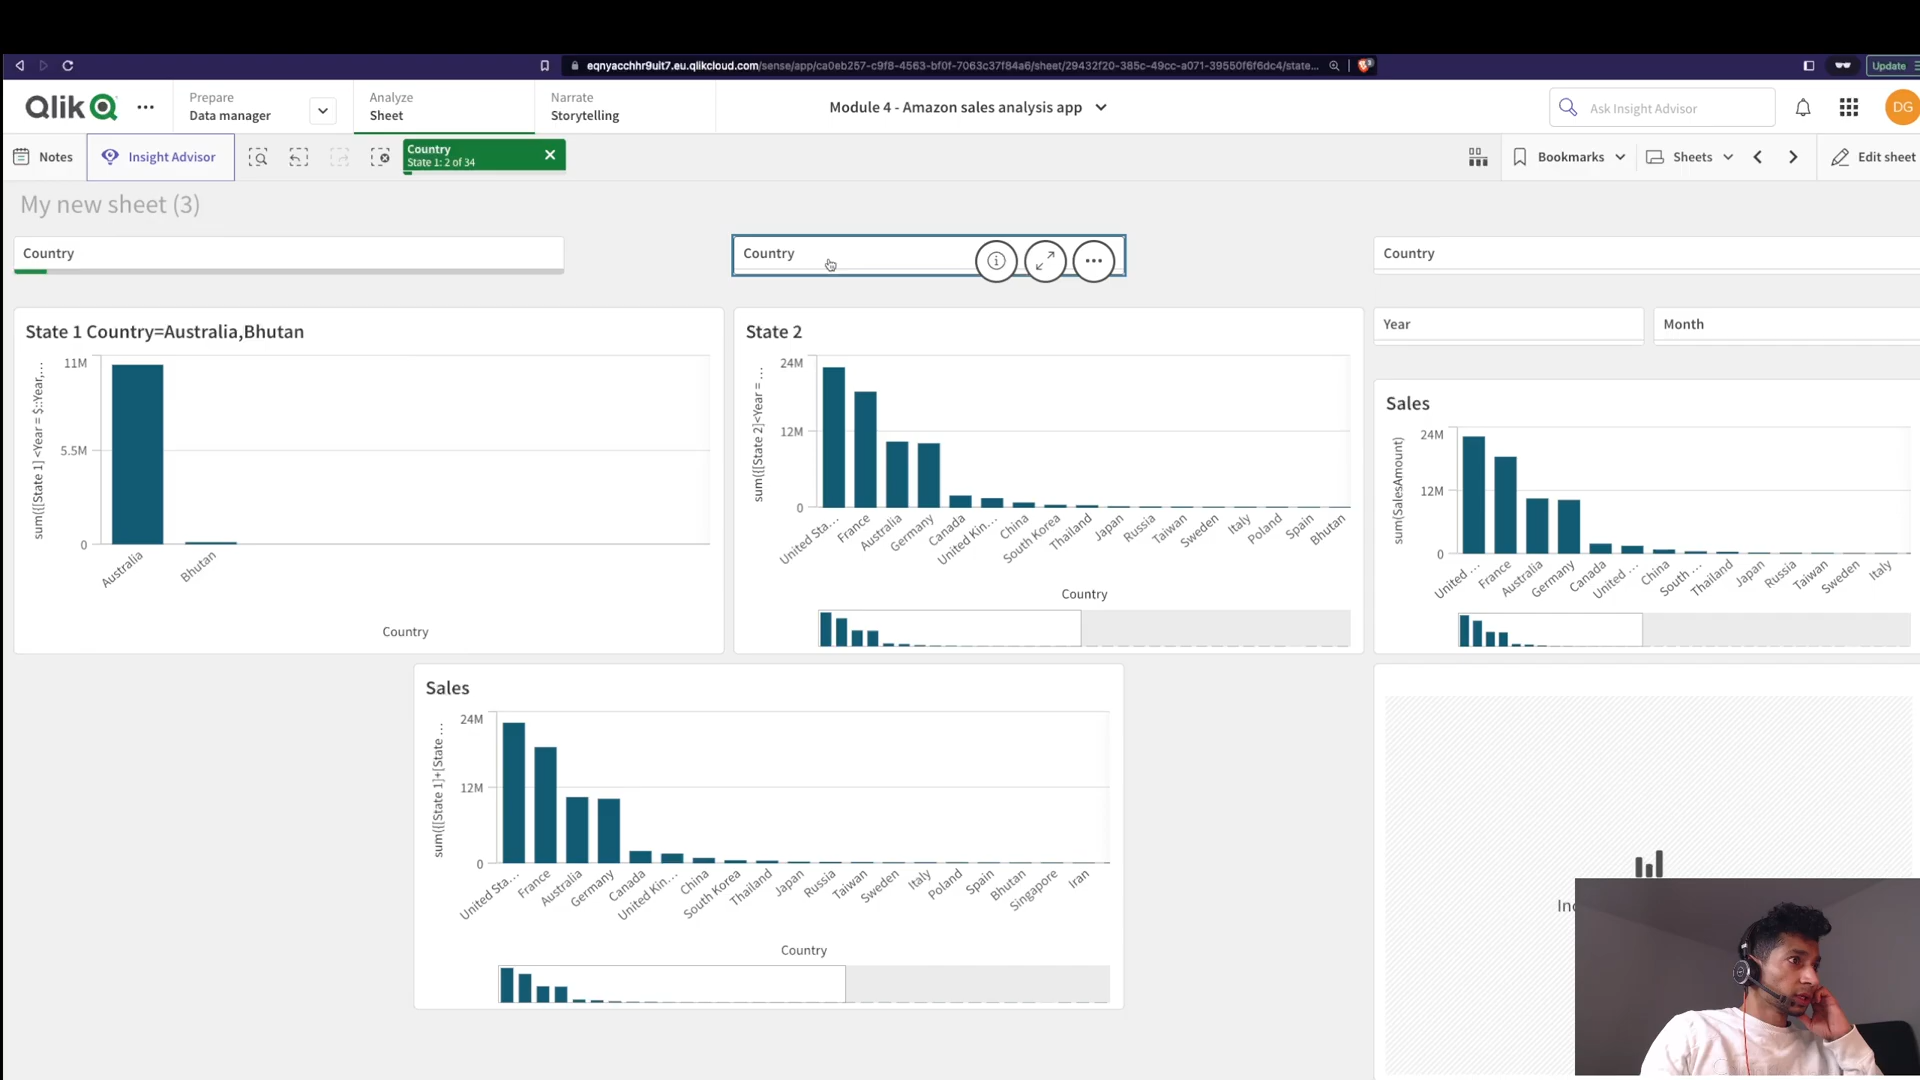 eqnyacchhr9ult7.eu.qlikcloud.com/sense/app/ca0eb257-c9f8-4563-bf0f-7063c37f84a6/sheet/29432f20-385c-49cc-a071-39550f6f6dc4/state...
Update
Qlik
Prepare
Data manager
Analyze
Sheet
Narrate
Storytelling
Module 4 - Amazon sales analysis app
Ask Insight Advisor
DG
Notes
Insight Advisor
Country
State 1: 2 of 34
Bookmarks
Sheets
Edit sheet
My new sheet (3)
Country
Country
Country
State 1 Country=Australia,Bhutan
sum({[State 1] <Year = $::Year,...
11M
5.5M
0
Australia
Bhutan
Country
State 2
sum({[State 2]<Year = ...
24M
12M
0
United Sta...
France
Australia
Germany
Canada
United Kin...
China
South Korea
Thailand
Japan
Russia
Taiwan
Sweden
Italy
Poland
Spain
Bhutan
Country
Year
Month
Sales
sum(SalesAmount)
24M
12M
0
United ...
France
Australia
Germany
Canada
United ...
China
South ...
Thailand
Japan
Russia
Taiwan
Sweden
Italy
Sales
sum({[State 1]+[State ...
24M
12M
0
United Sta...
France
Australia
Germany
Canada
United Kin...
China
South Korea
Thailand
Japan
Russia
Taiwan
Sweden
Italy
Poland
Spain
Bhutan
Singapore
Iran
Country